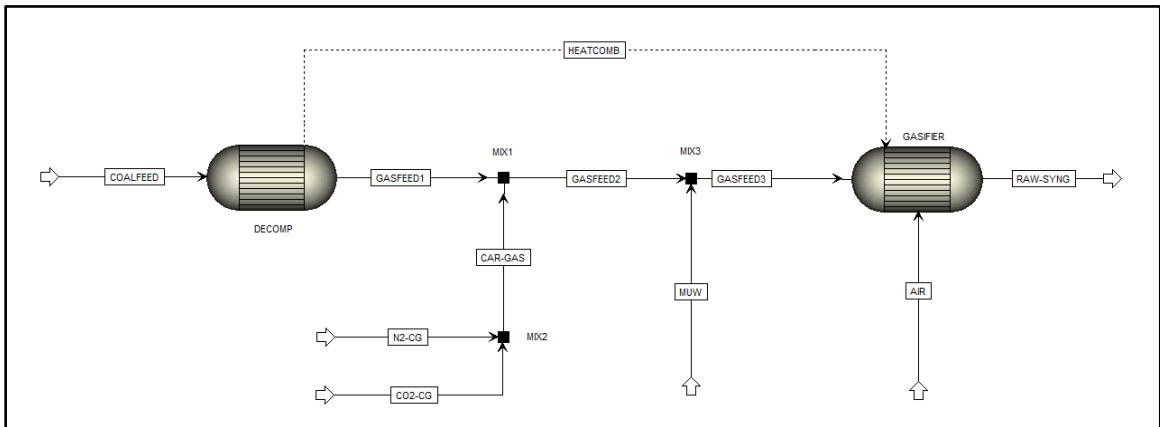 HEATCOMB
GASIFIER
MIX1
MIX3
COALFEED
GASFEED1
GASFEED2
GASFEED3
RAW-SYNG
DECOMP
CAR-GAS
MUW
AIR
N2-CG
MIX2
CO2-CG